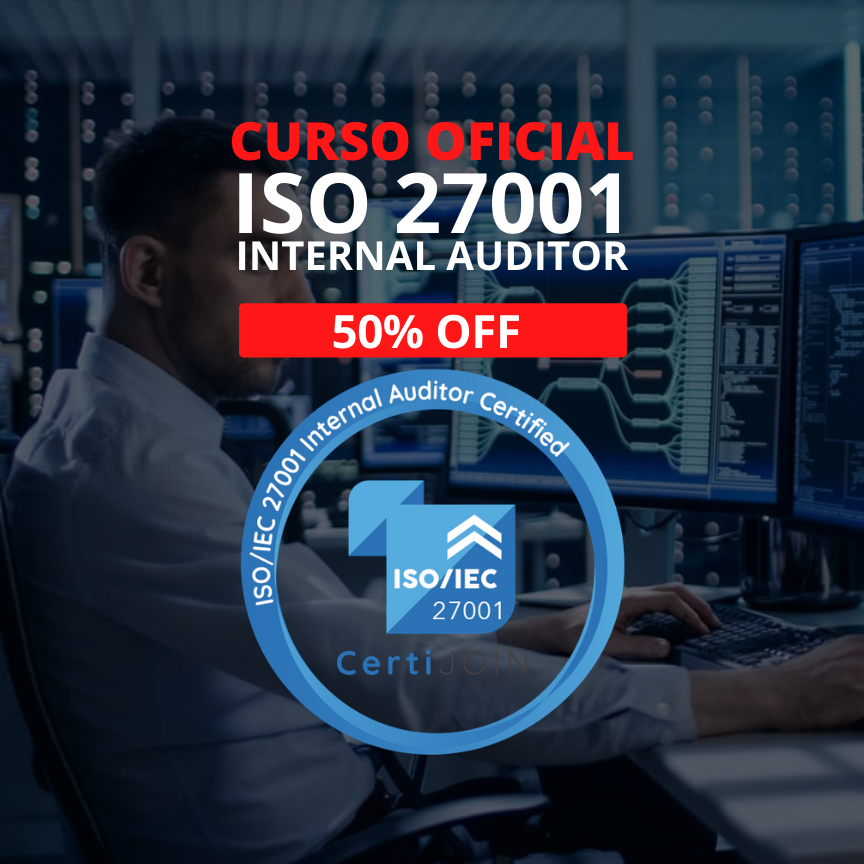 CURSO OFICIAL
ISO 27001
INTERNAL AUDITOR
50% OFF
ISO/IEC 27001 Internal Auditor Certified
ISO/IEC
27001
CertiJOIN